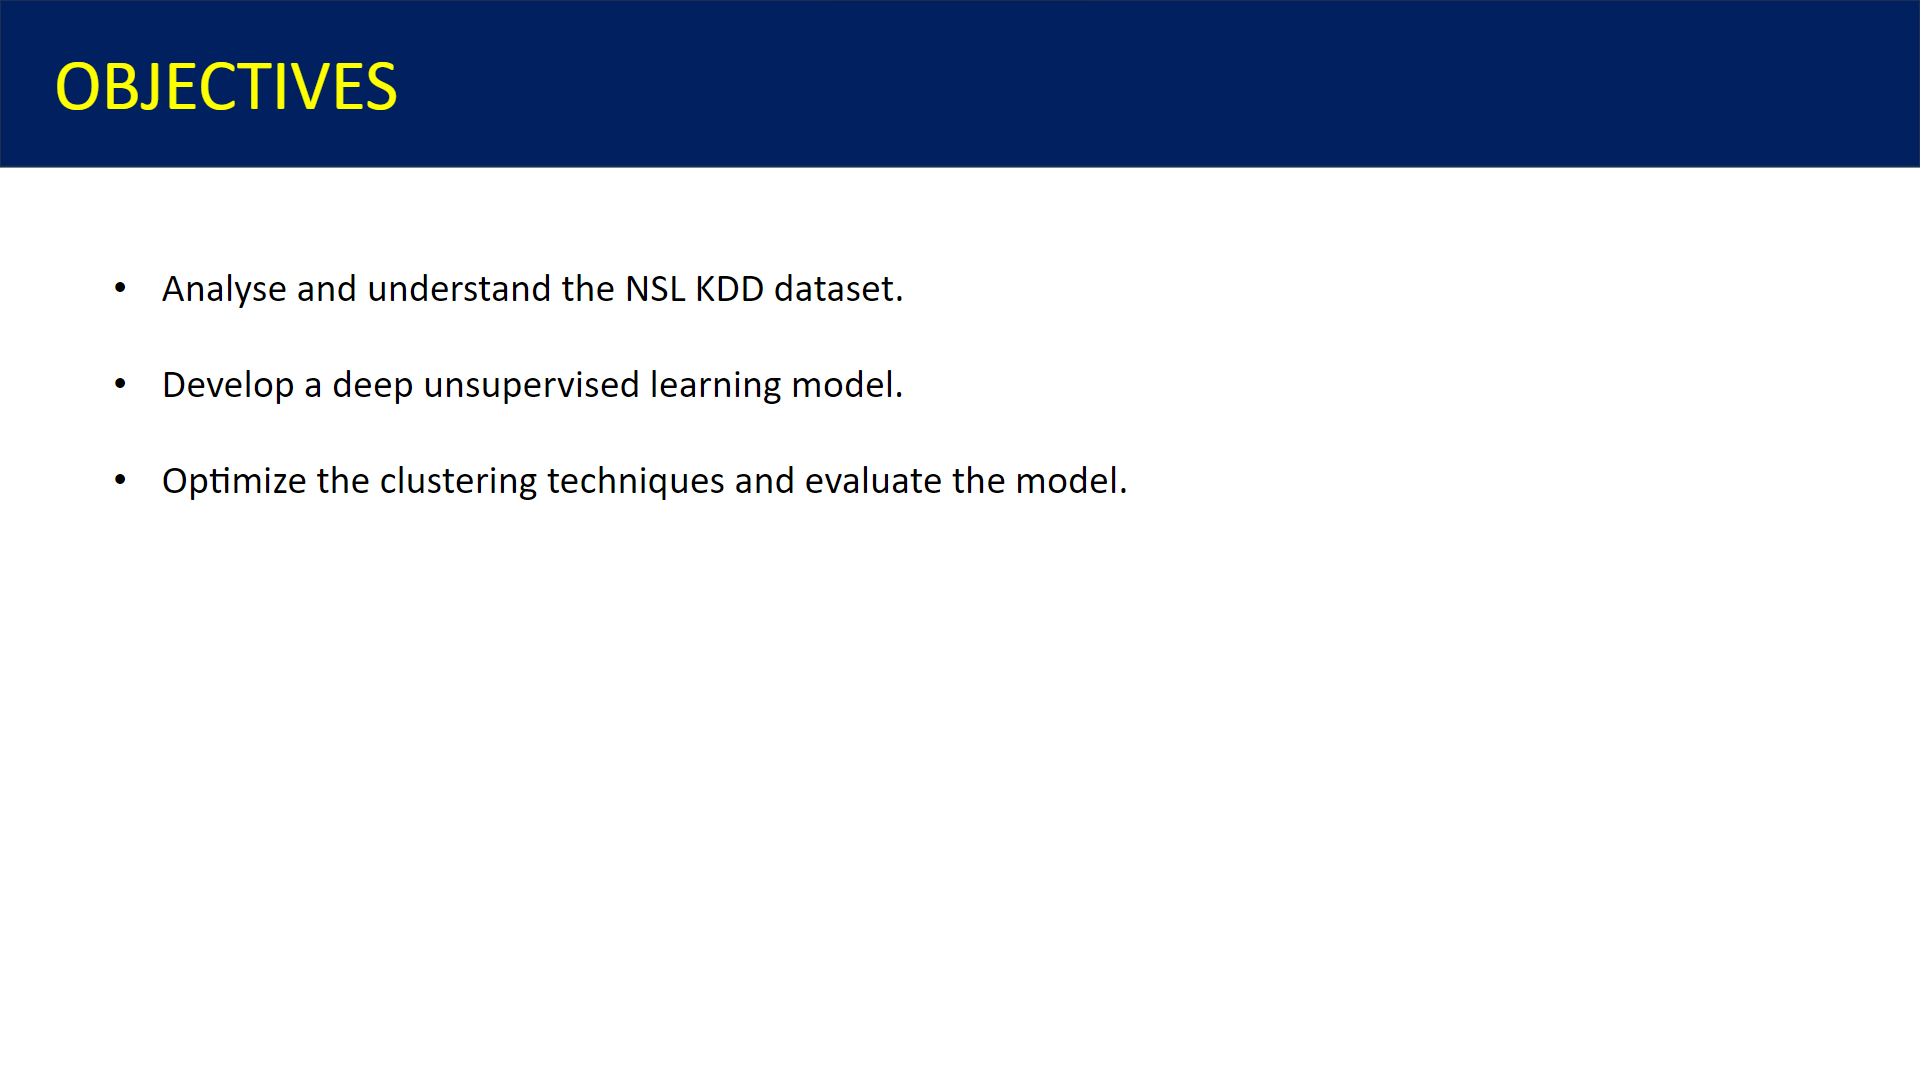 OBJECTIVES
• Analyse and understand the NSL KDD dataset.
• Develop a deep unsupervised learning model.
• Optimize the clustering techniques and evaluate the model.